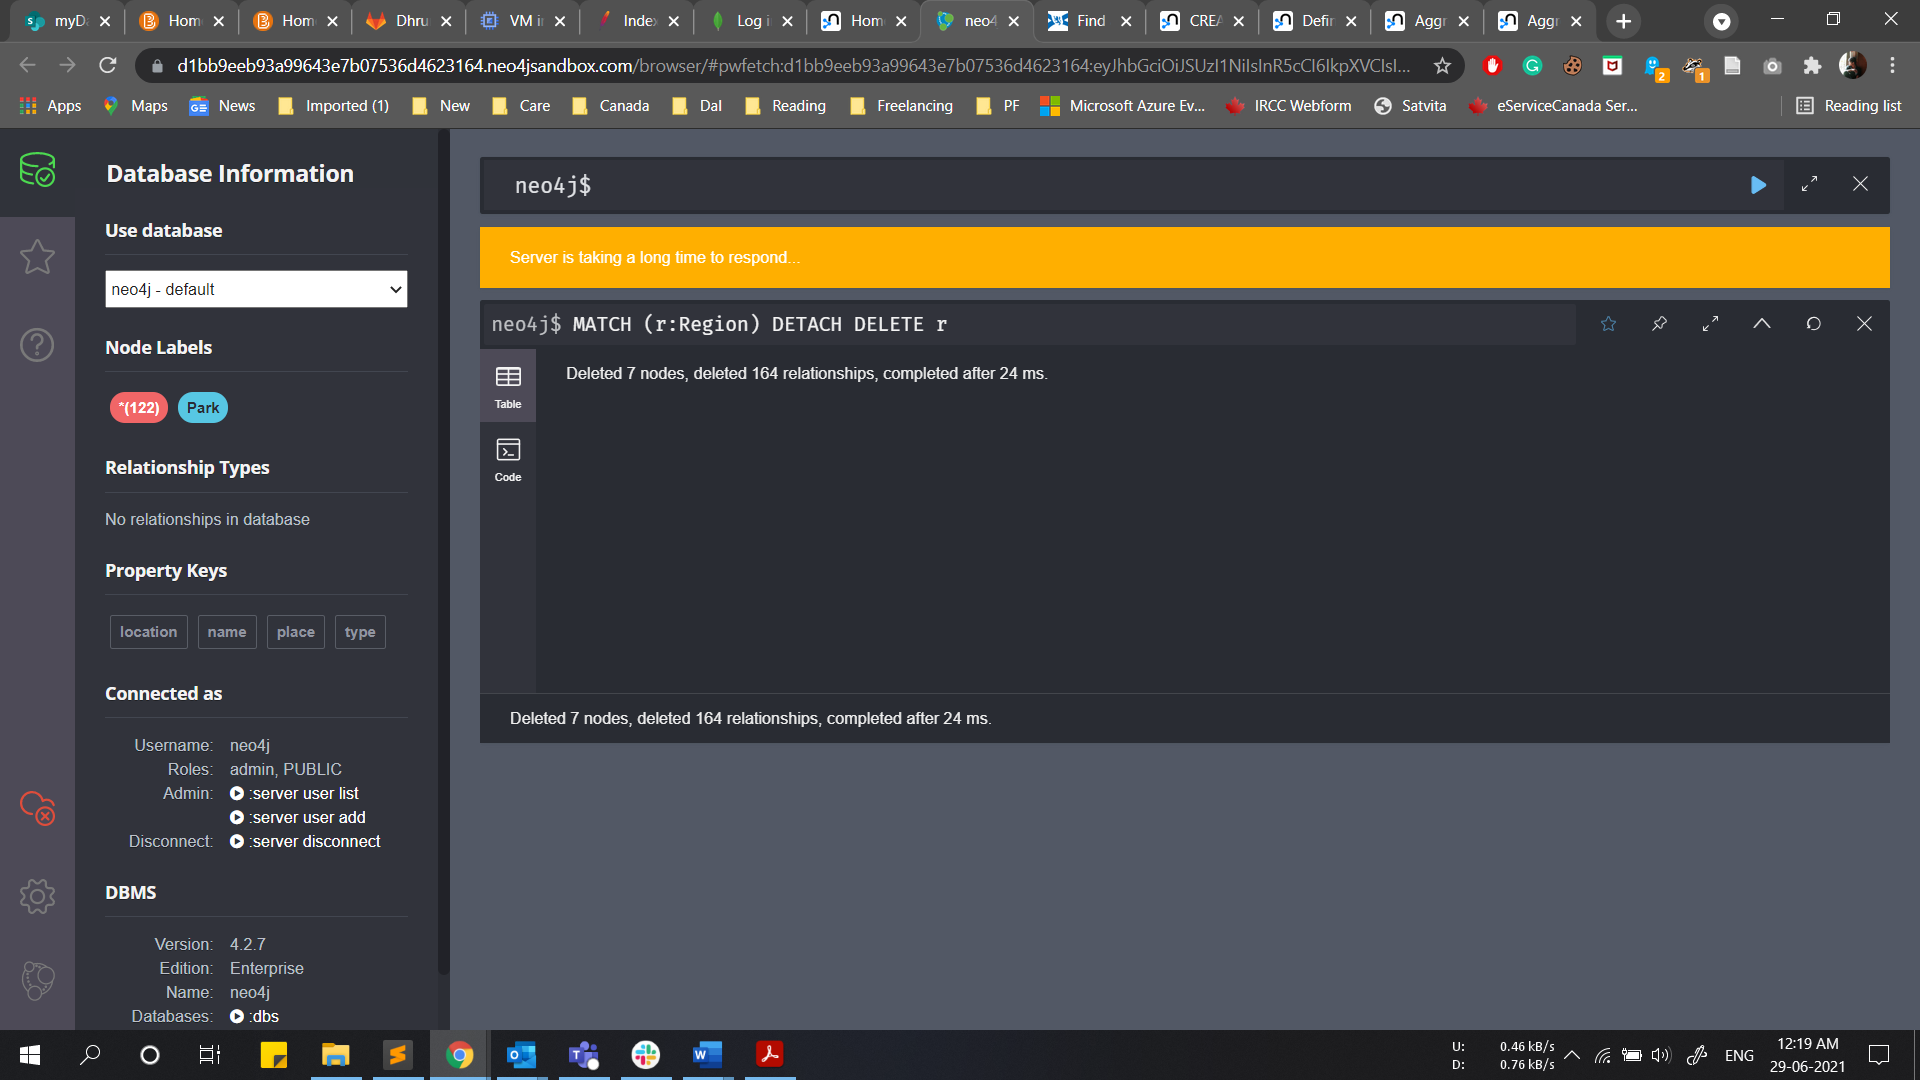 myDa
Hom
Hom
Dhru
VM i
Index
Log i
Hom
neo4
Find
CREA
Defin
Aggr
Aggr
d1bb9eeb93a99643e7b07536d4623164.neo4jsandbox.com/browser/#pwfetch:d1bb9eeb93a99643e7b07536d4623164:eyJhbGciOiJSUzI1NiIsInR5cCI6IkpXVCIsI...
2
1
Apps
Maps
News
Imported (1)
New
Care
Canada
Dal
Reading
Freelancing
PF
Microsoft Azure Ev...
IRCC Webform
Satvita
eServiceCanada Ser...
Reading list
Database Information
Use database
neo4j - default
Node Labels
*(122)
Park
Relationship Types
No relationships in database
Property Keys
location
name
place
type
Connected as
Username: neo4j
Roles: admin, PUBLIC
Admin: :server user list
:server user add
Disconnect: :server disconnect
DBMS
Version: 4.2.7
Edition: Enterprise
Name: neo4j
Databases: :dbs
neo4j$
Server is taking a long time to respond...
neo4j$ MATCH (r:Region) DETACH DELETE r
Table
Code
Deleted 7 nodes, deleted 164 relationships, completed after 24 ms.
Deleted 7 nodes, deleted 164 relationships, completed after 24 ms.
U: 0.46 kB/s
D: 0.76 kB/s
ENG
12:19 AM
29-06-2021